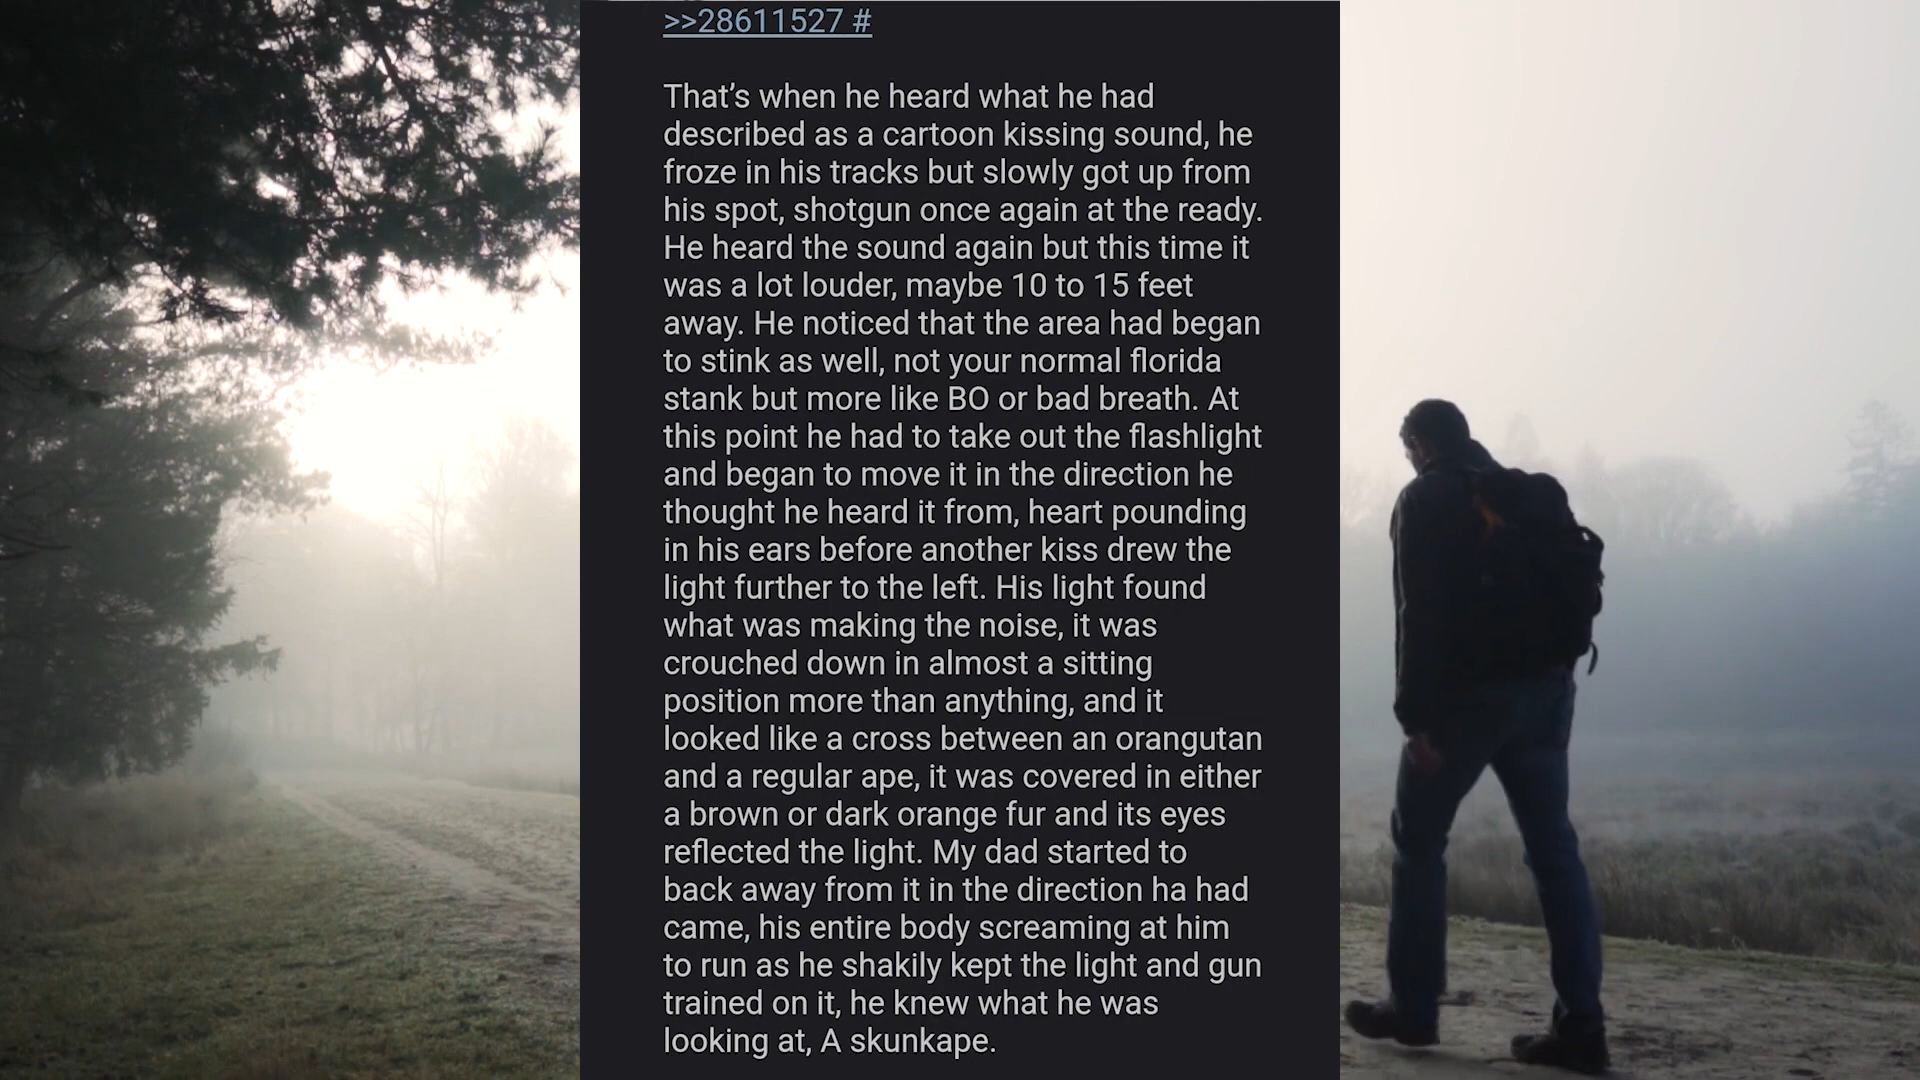 >>28611527 #
That’s when he heard what he had
described as a cartoon kissing sound, he
froze in his tracks but slowly got up from
his spot, shotgun once again at the ready.
He heard the sound again but this time it
was a lot louder, maybe 10 to 15 feet
away. He noticed that the area had began
to stink as well, not your normal florida
stank but more like BO or bad breath. At
this point he had to take out the flashlight
and began to move it in the direction he
thought he heard it from, heart pounding
in his ears before another kiss drew the
light further to the left. His light found
what was making the noise, it was
crouched down in almost a sitting
position more than anything, and it
looked like a cross between an orangutan
and a regular ape, it was covered in either
a brown or dark orange fur and its eyes
reflected the light. My dad started to
back away from it in the direction ha had
came, his entire body screaming at him
to run as he shakily kept the light and gun
trained on it, he knew what he was
looking at, A skunkape.